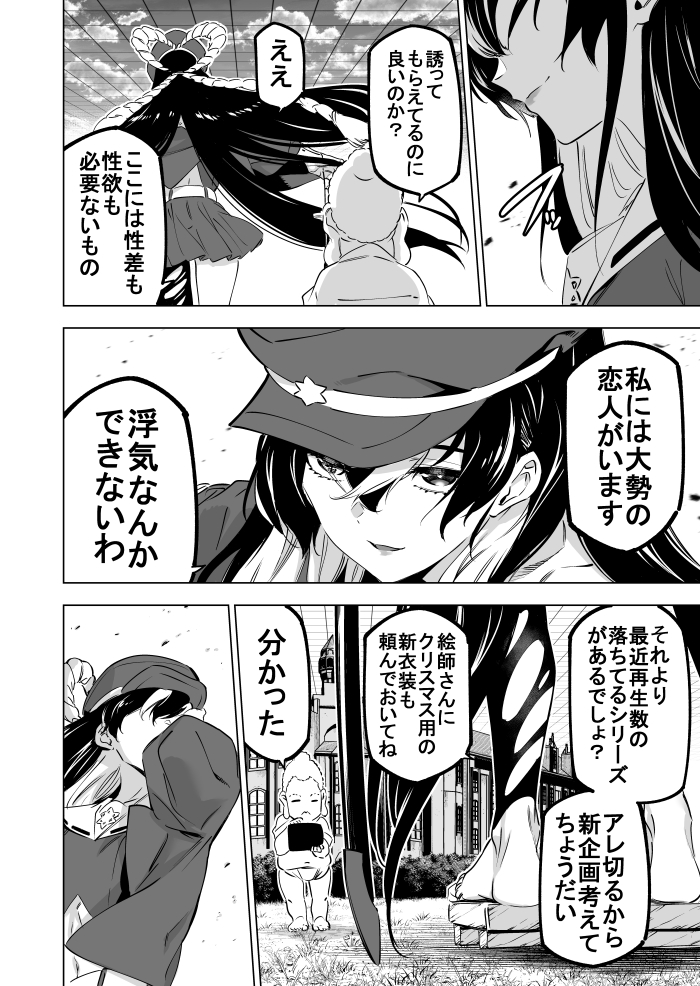 誘って
もらえてるのに
良いのか?
ええ
ここには性差も
性欲も
必要ないもの
私には大勢の
恋人がいます
浮気なんか
できないわ
それより
最近再生数の
落ちてるシリーズ
があるでしょ?
アレ切るから
新企画考えて
ちょうだい
絵師さんに
クリスマス用の
新衣装も
頼んでおいてね
分かった